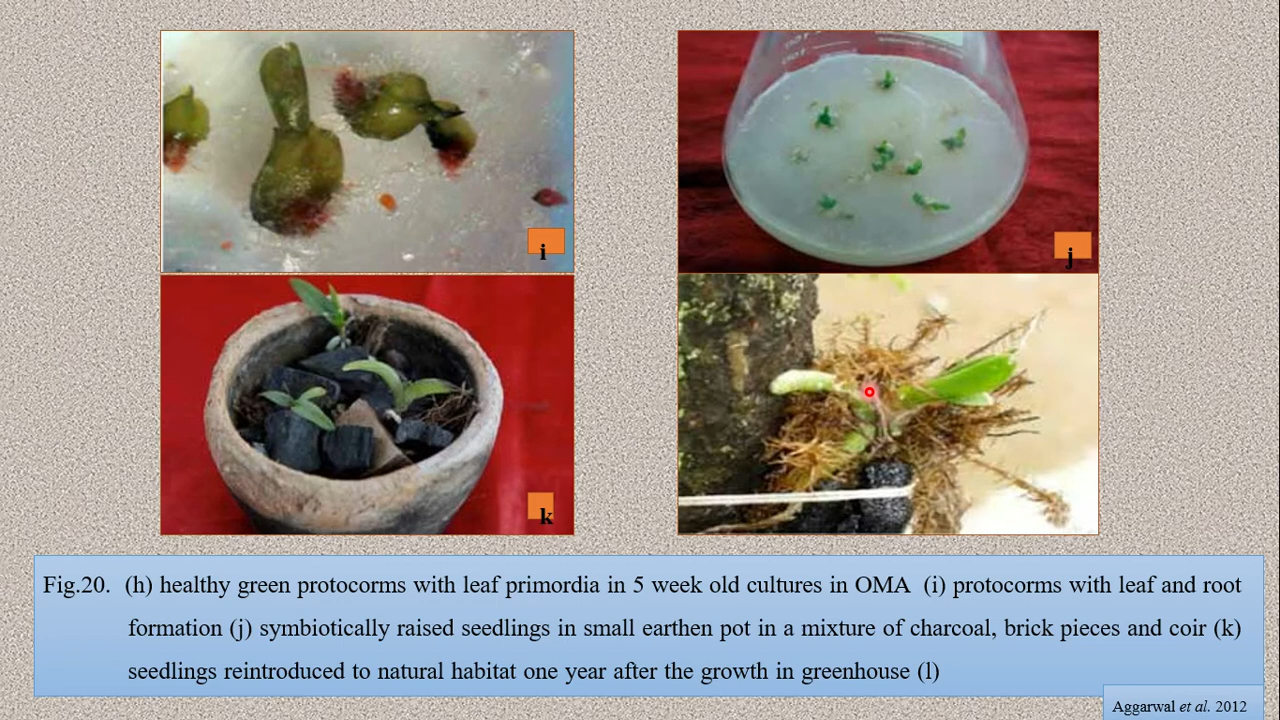 i
j
k
Fig.20. (h) healthy green protocorms with leaf primordia in 5 week old cultures in OMA (i) protocorms with leaf and root
formation (j) symbiotically raised seedlings in small earthen pot in a mixture of charcoal, brick pieces and coir (k)
seedlings reintroduced to natural habitat one year after the growth in greenhouse (l)
Aggarwal et al. 2012